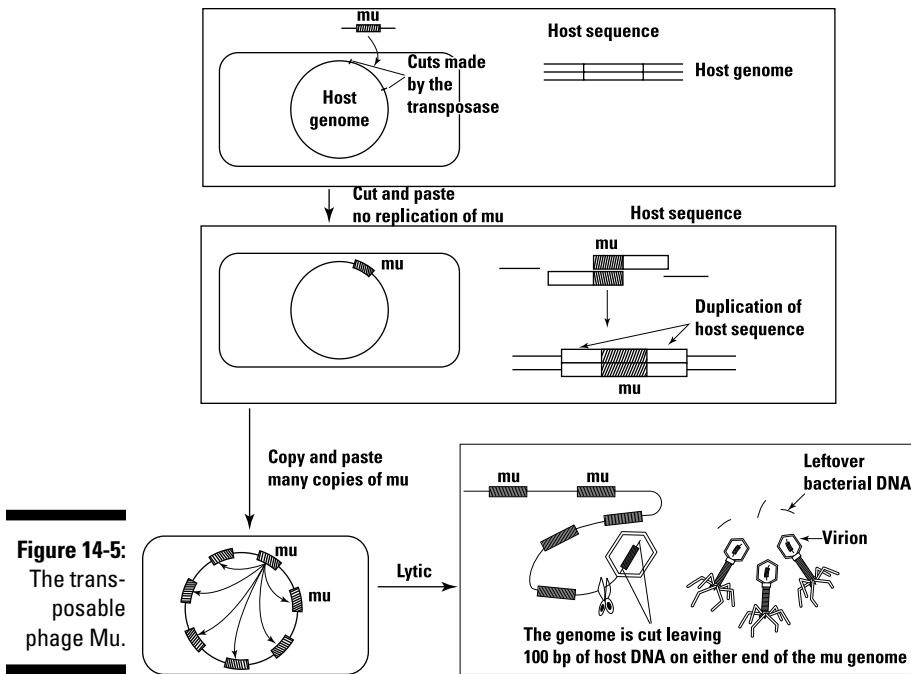 mu
Host sequence
Cuts made
by the
transposase
Host
genome
Host genome
Cut and paste
no replication of mu
Host sequence
mu
mu
Duplication of
host sequence
mu
Copy and paste
many copies of mu
mu
mu
Lytic
mu
mu
Leftover
bacterial DNA
Virion
The genome is cut leaving
100 bp of host DNA on either end of the mu genome
Figure 14-5:
The trans-
posable
phage Mu.